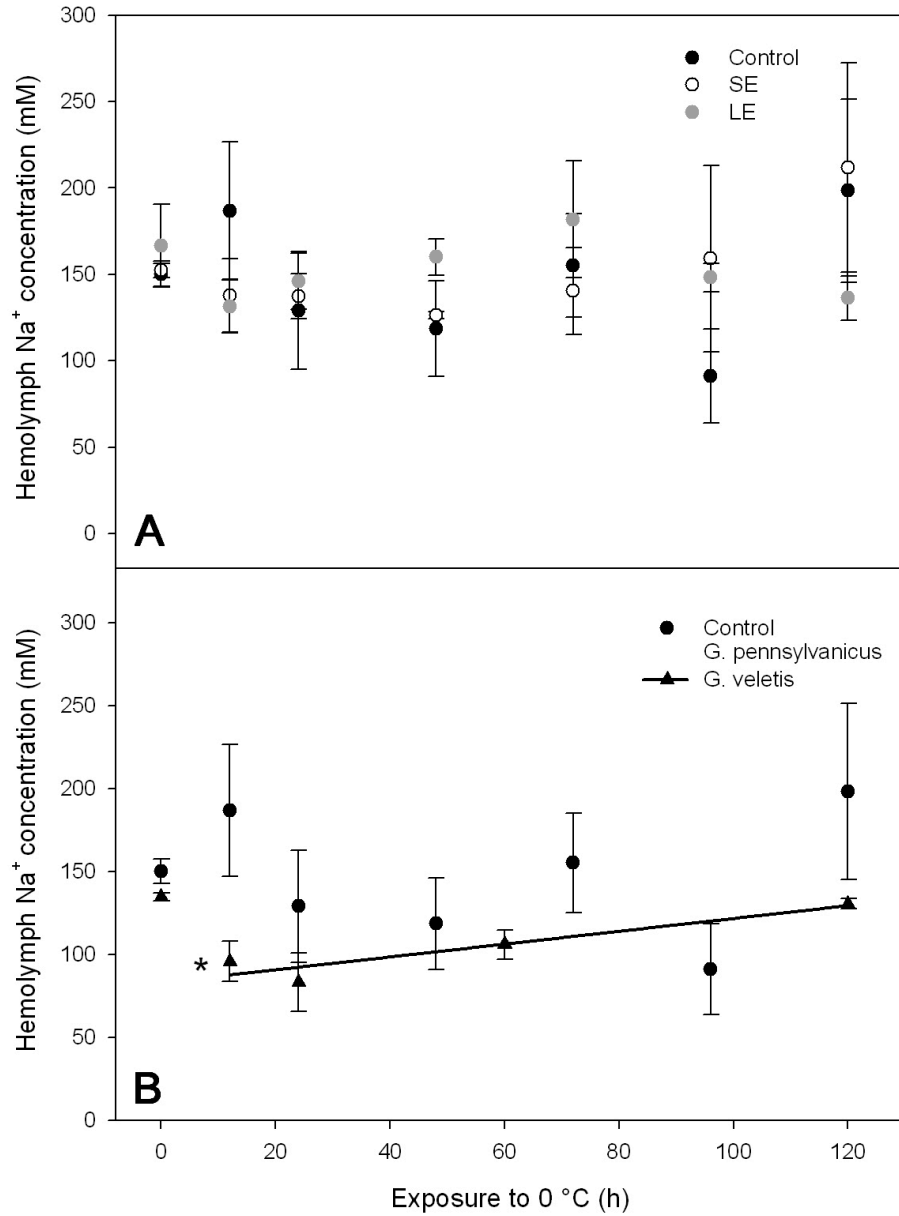 300
250
200
150
100
50
0
Hemolymph Na⁺ concentration (mM)
Control
SE
LE
A
300
250
200
150
100
50
0
Hemolymph Na⁺ concentration (mM)
Control
G. pennsylvanicus
G. veletis
*
B
0 20 40 60 80 100 120
Exposure to 0 °C (h)